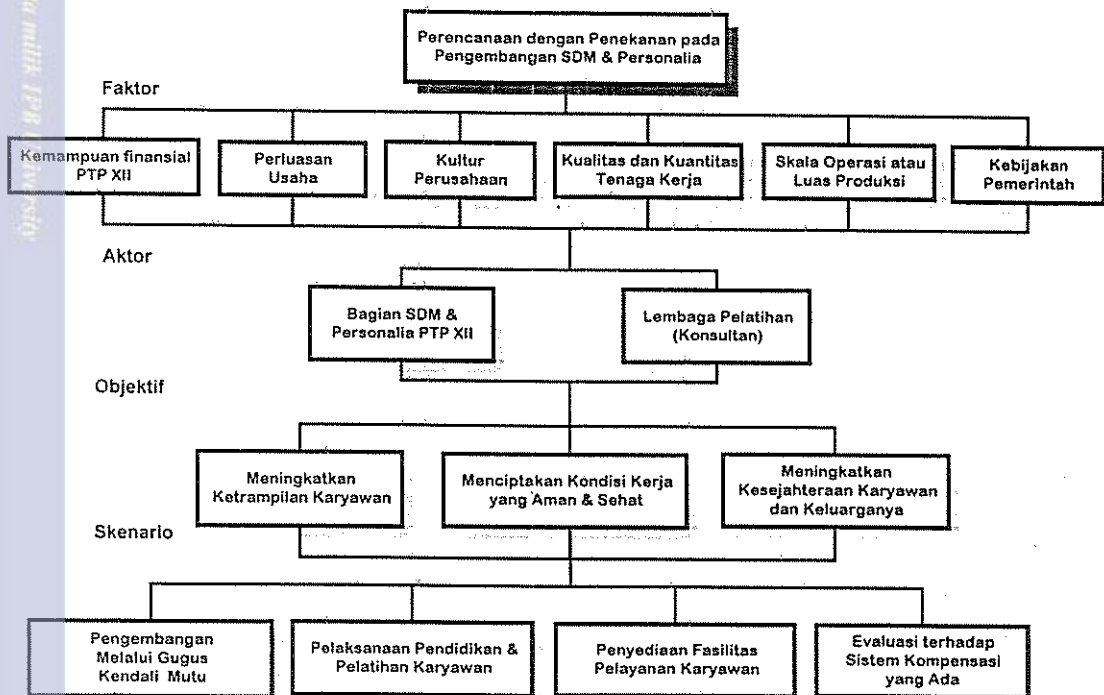 Perencanaan dengan Penekanan pada
Pengembangan SDM & Personalia
Faktor
Kemampuan finansial
PTP XII
Perluasan
Usaha
Kultur
Perusahaan
Kualitas dan Kuantitas
Tenaga Kerja
Skala Operasi atau
Luas Produksi
Kebijakan
Pemerintah
Aktor
Bagian SDM &
Personalia PTP XII
Lembaga Pelatihan
(Konsultan)
Objektif
Meningkatkan
Ketrampilan Karyawan
Menciptakan Kondisi Kerja
yang Aman & Sehat
Meningkatkan
Kesejahteraan Karyawan
dan Keluarganya
Skenario
Pengembangan
Melalui Gugus
Kendali Mutu
Pelaksanaan Pendidikan &
Pelatihan Karyawan
Penyediaan Fasilitas
Pelayanan Karyawan
Evaluasi terhadap
Sistem Kompensasi
yang Ada
milik IPB University